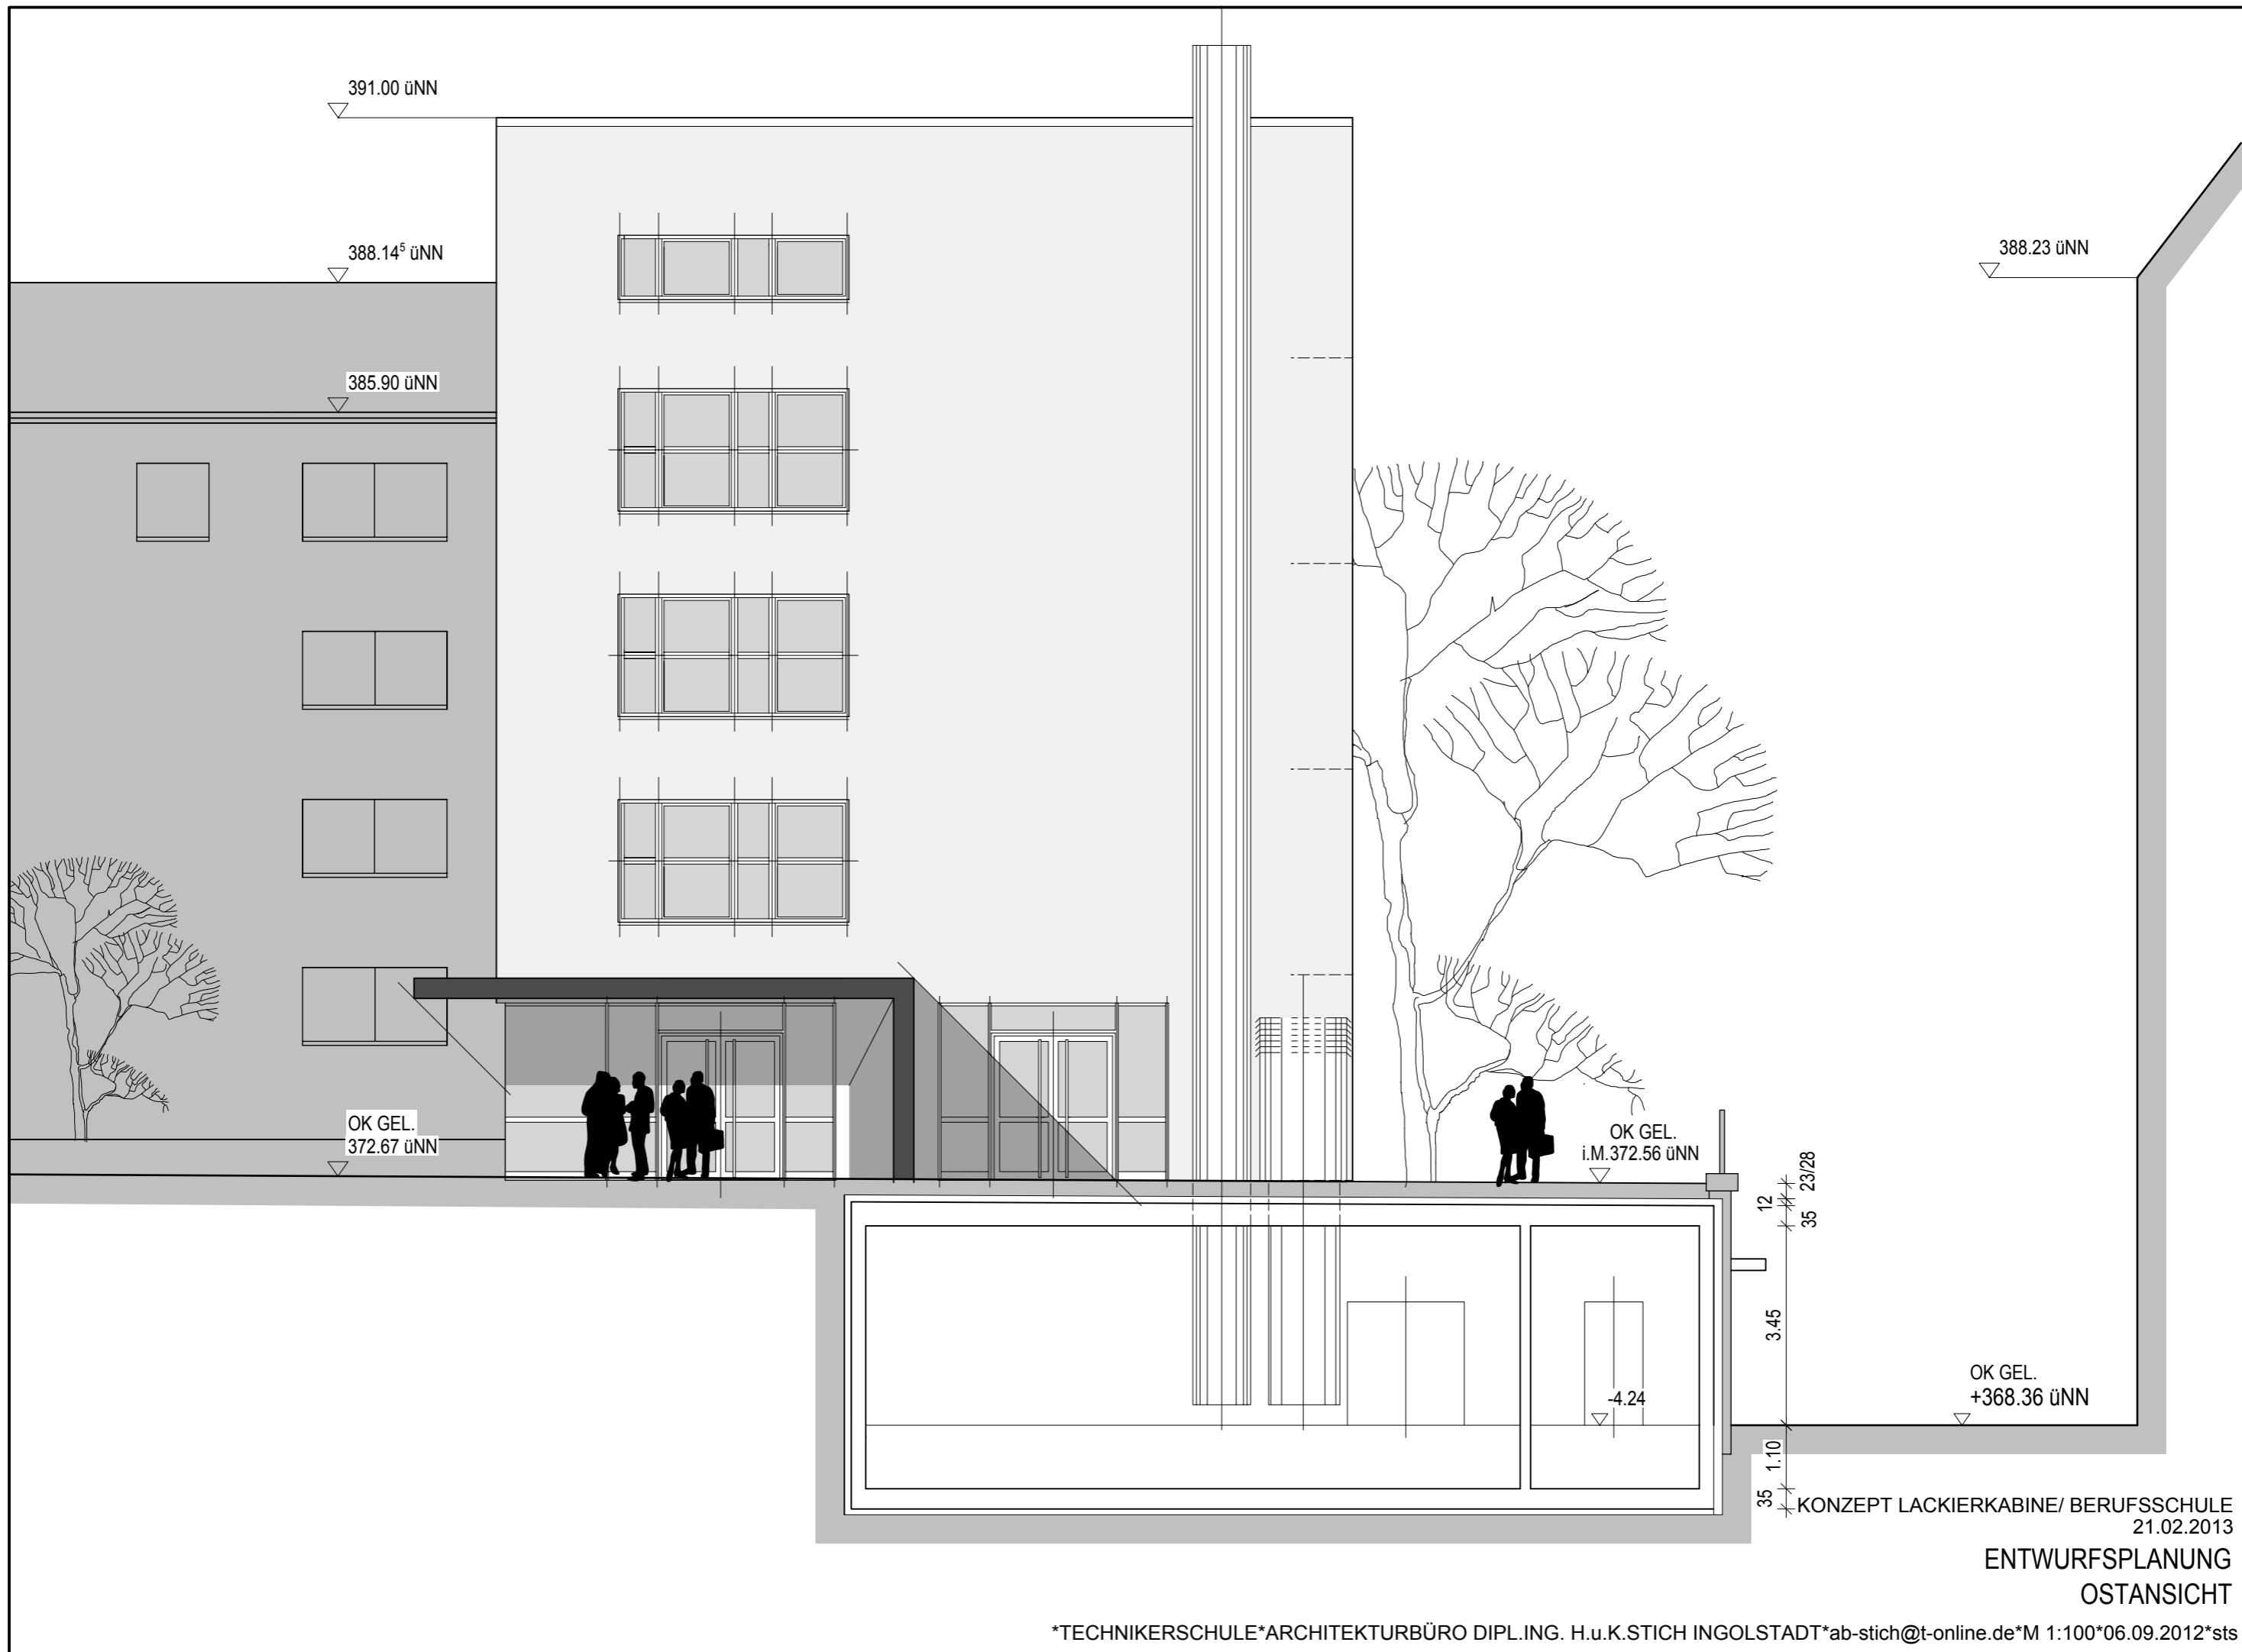 391.00 üNN
388.14⁵ üNN
388.23 üNN
385.90 üNN
OK GEL.
372.67 üNN
OK GEL.
i.M.372.56 üNN
23/28
12
35
3.45
-4.24
OK GEL.
+368.36 üNN
1.10
35
KONZEPT LACKIERKABINE/ BERUFSSCHULE
21.02.2013
ENTWURFSPLANUNG
OSTANSICHT
*TECHNIKERSCHULE*ARCHITEKTURBÜRO DIPL.ING. H.u.K.STICH INGOLSTADT*ab-stich@t-online.de*M 1:100*06.09.2012*sts